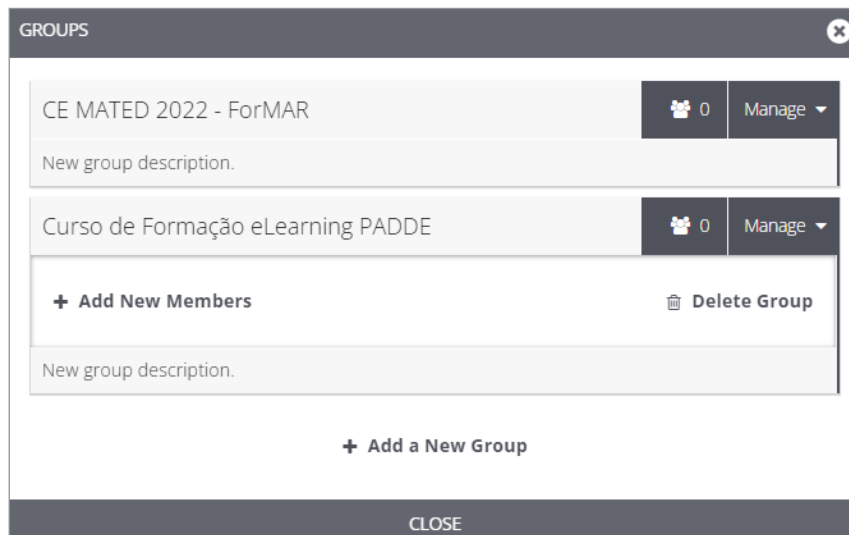 GROUPS
CE MATED 2022 - ForMAR 0 Manage
New group description.
Curso de Formação eLearning PADDE 0 Manage
+ Add New Members Delete Group
New group description.
+ Add a New Group
CLOSE